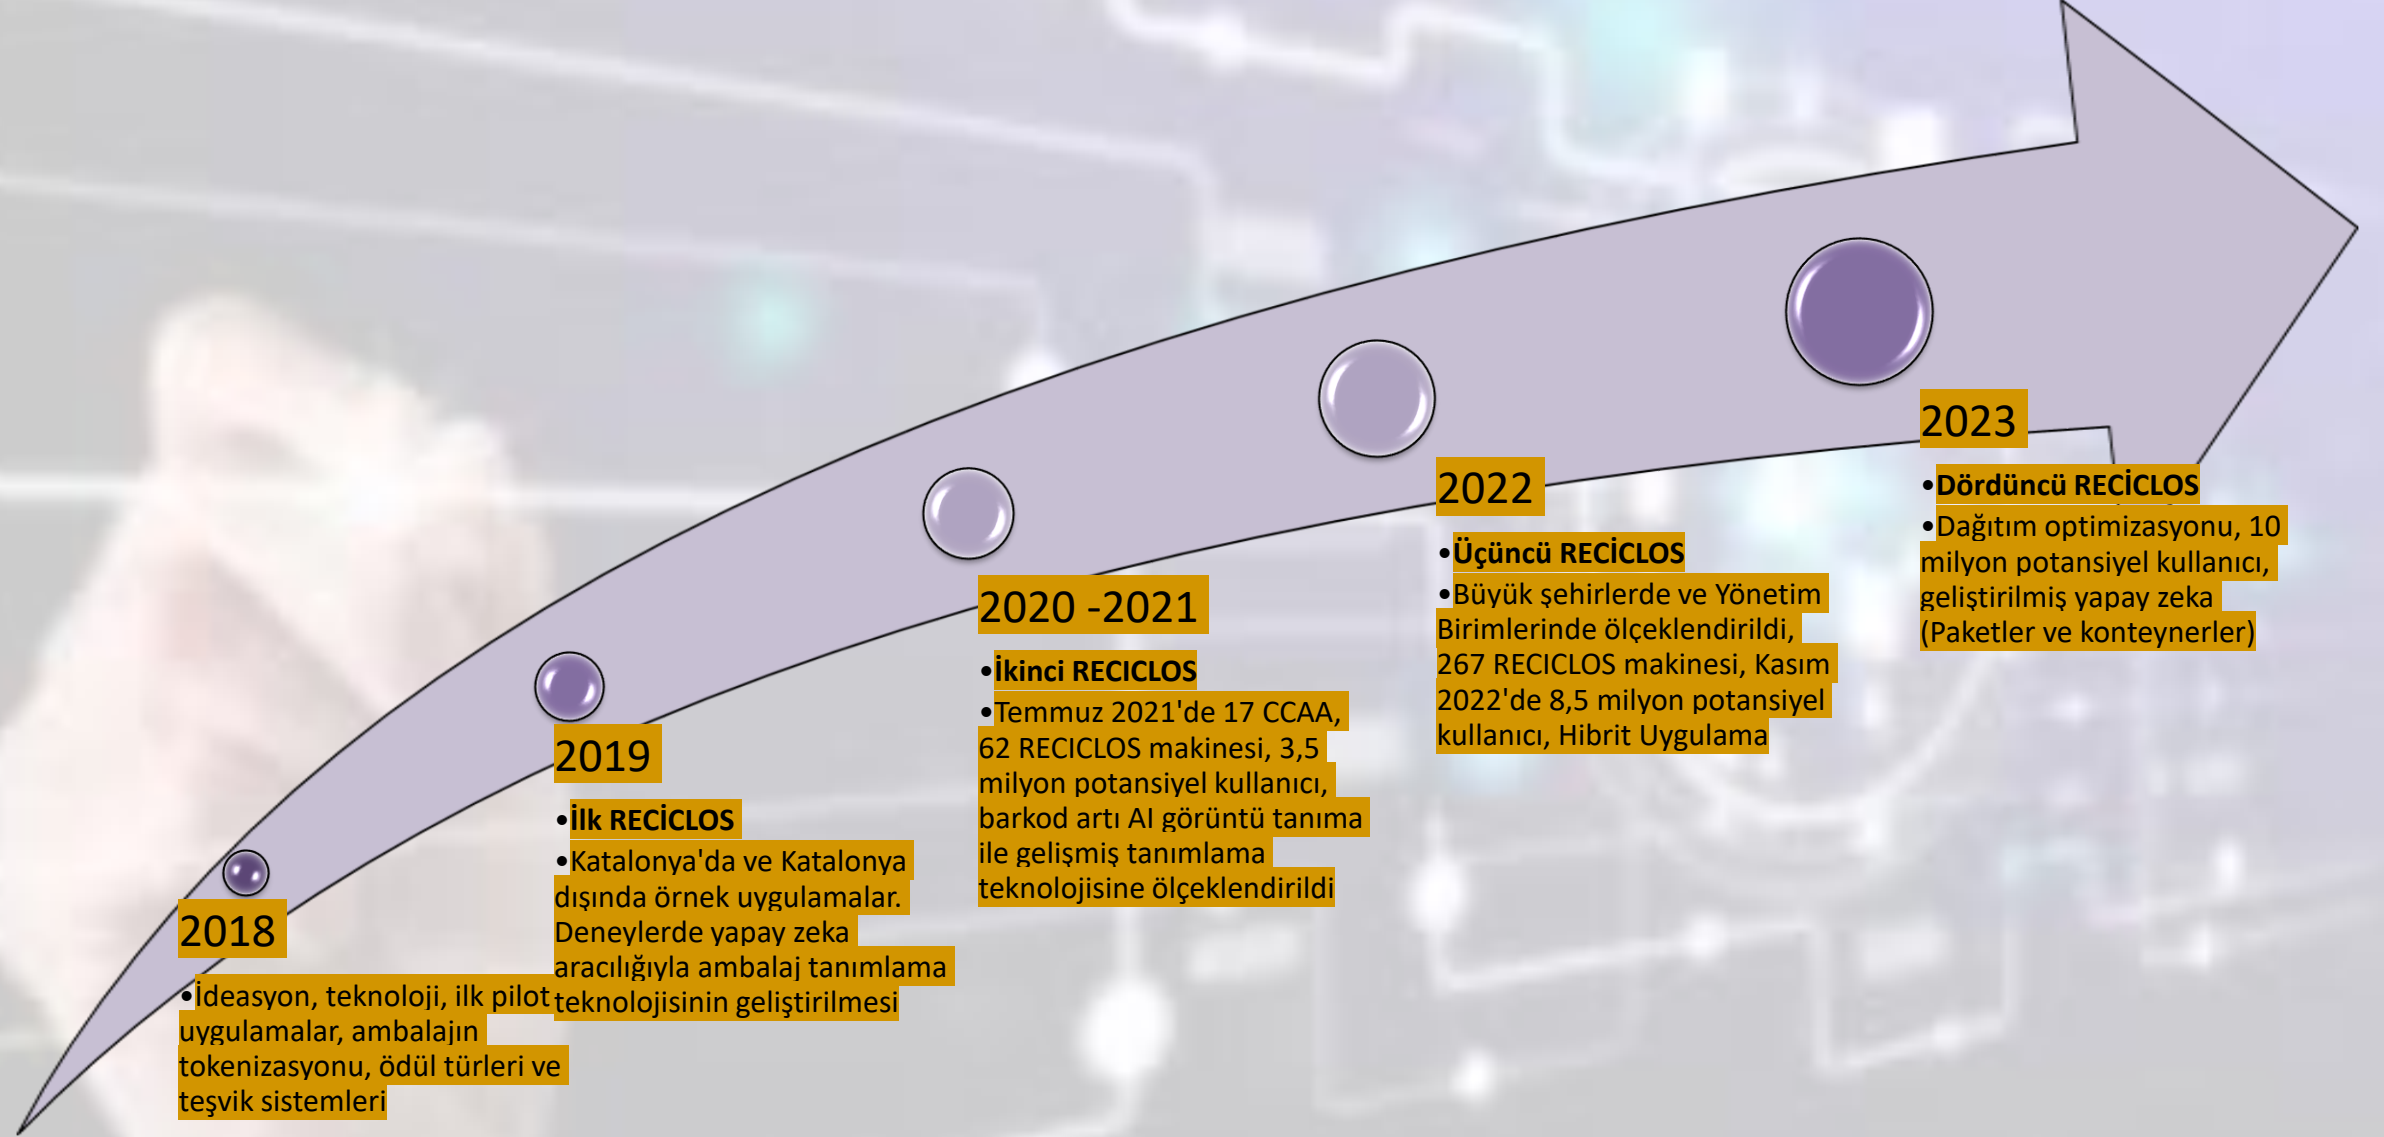 2018
•İdeasyon, teknoloji, ilk pilot
uygulamalar, ambalajın
tokenizasyonu, ödül türleri ve
teşvik sistemleri
2019
•İlk RECİCLOS
•Katalonya'da ve Katalonya
dışında örnek uygulamalar.
Deneylerde yapay zeka
aracılığıyla ambalaj tanımlama
teknolojisinin geliştirilmesi
2020 -2021
•İkinci RECICLOS
•Temmuz 2021'de 17 CCAA,
62 RECICLOS makinesi, 3,5
milyon potansiyel kullanıcı,
barkod artı AI görüntü tanıma
ile gelişmiş tanımlama
teknolojisine ölçeklendirildi
2022
•Üçüncü RECİCLOS
•Büyük şehirlerde ve Yönetim
Birimlerinde ölçeklendirildi,
267 RECICLOS makinesi, Kasım
2022'de 8,5 milyon potansiyel
kullanıcı, Hibrit Uygulama
2023
•Dördüncü RECİCLOS
•Dağıtım optimizasyonu, 10
milyon potansiyel kullanıcı,
geliştirilmiş yapay zeka
(Paketler ve konteynerler)